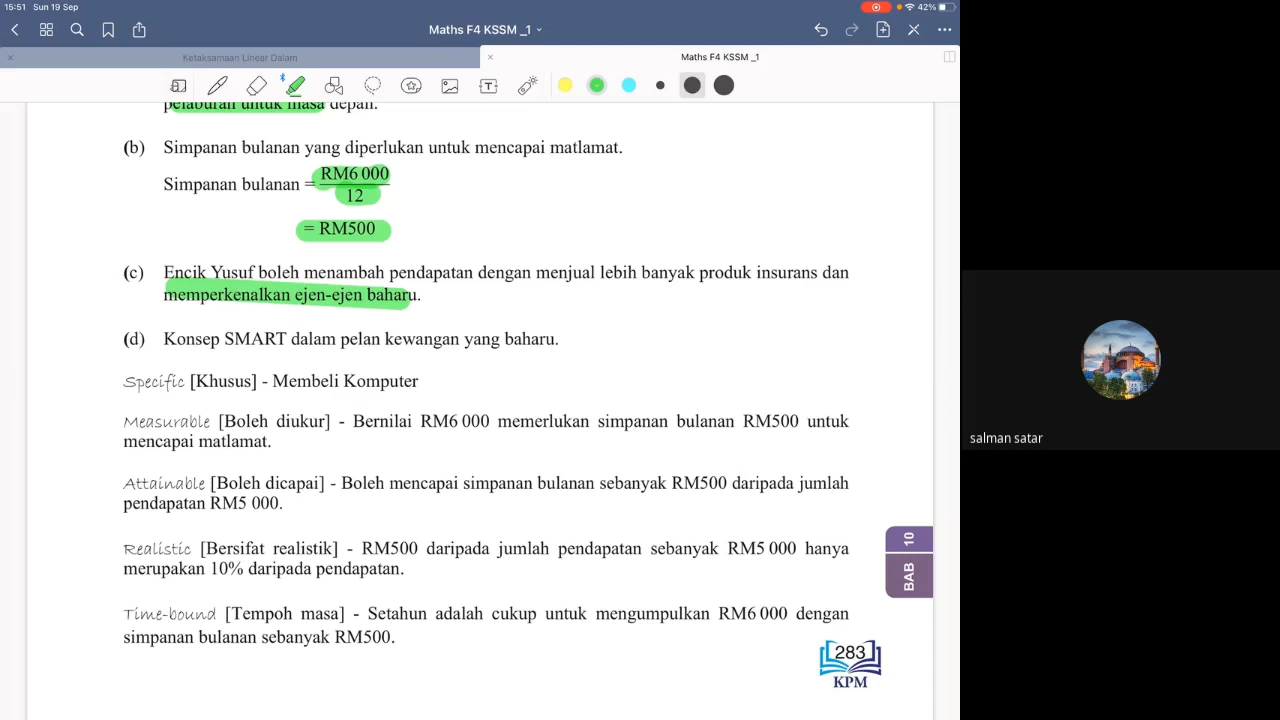 15:51 Sun 19 Sep
42%
Maths F4 KSSM _1
Ketaksamaan Linear Dalam
Maths F4 KSSM _1
pelaburan untuk masa depan.
(b) Simpanan bulanan yang diperlukan untuk mencapai matlamat.
Simpanan bulanan = RM6 000
12
= RM500
(c) Encik Yusuf boleh menambah pendapatan dengan menjual lebih banyak produk insurans dan
memperkenalkan ejen-ejen baharu.
(d) Konsep SMART dalam pelan kewangan yang baharu.
Specific [Khusus] - Membeli Komputer
Measurable [Boleh diukur] - Bernilai RM6 000 memerlukan simpanan bulanan RM500 untuk
mencapai matlamat.
Attainable [Boleh dicapai] - Boleh mencapai simpanan bulanan sebanyak RM500 daripada jumlah
pendapatan RM5 000.
Realistic [Bersifat realistik] - RM500 daripada jumlah pendapatan sebanyak RM5 000 hanya
merupakan 10% daripada pendapatan.
Time-bound [Tempoh masa] - Setahun adalah cukup untuk mengumpulkan RM6 000 dengan
simpanan bulanan sebanyak RM500.
BAB 10
283
KPM
salman satar